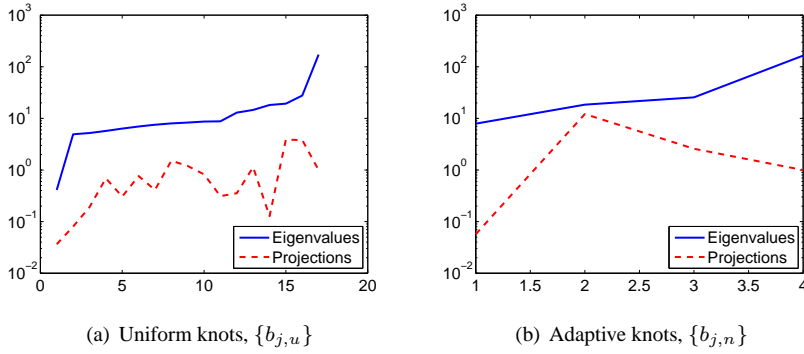 10^3
10^2
10^1
10^0
10^−1
10^−2
0 5 10 15 20
Eigenvalues
Projections
(a) Uniform knots, {b_{j,u}}
10^3
10^2
10^1
10^0
10^−1
10^−2
1 1.5 2 2.5 3 3.5 4
Eigenvalues
Projections
(b) Adaptive knots, {b_{j,n}}